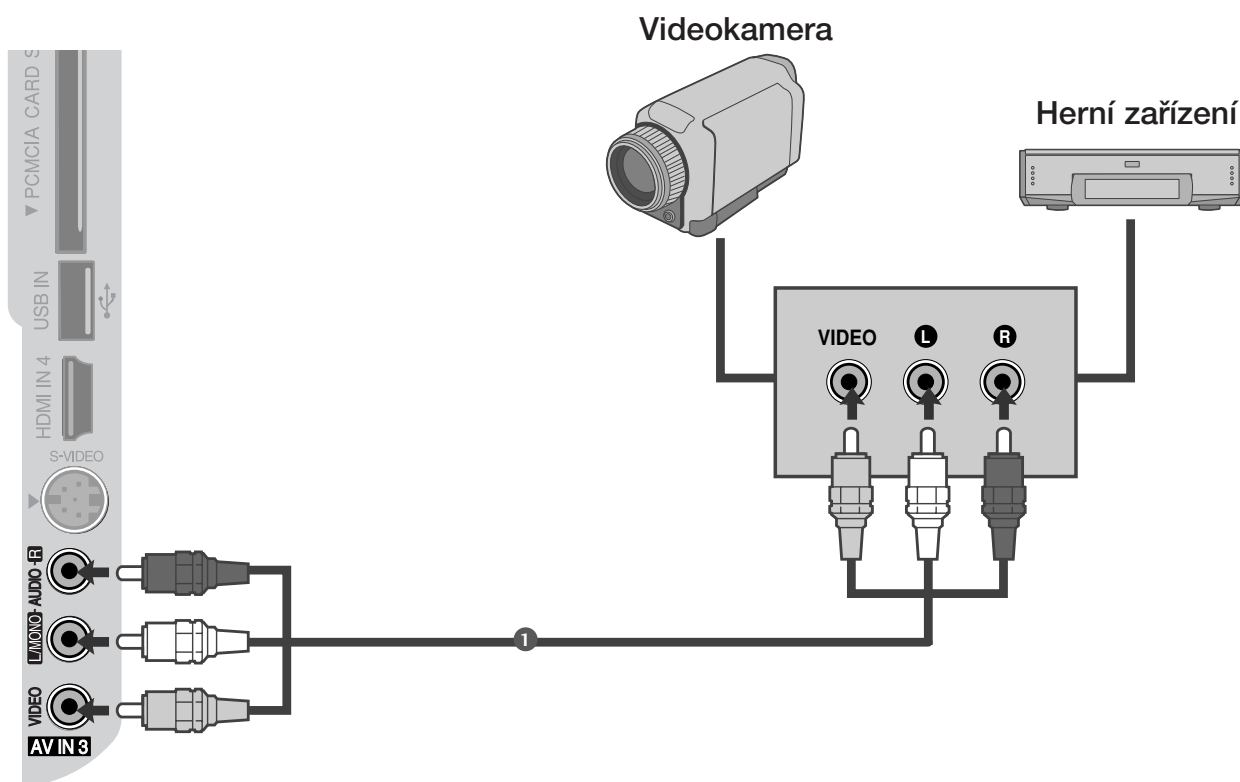 Videokamera
Herní zařízení
▼ PCMCIA CARD S
USB IN
HDMI IN 4
S-VIDEO
L/MONO - AUDIO - R
VIDEO
AV IN 3
VIDEO L R
1